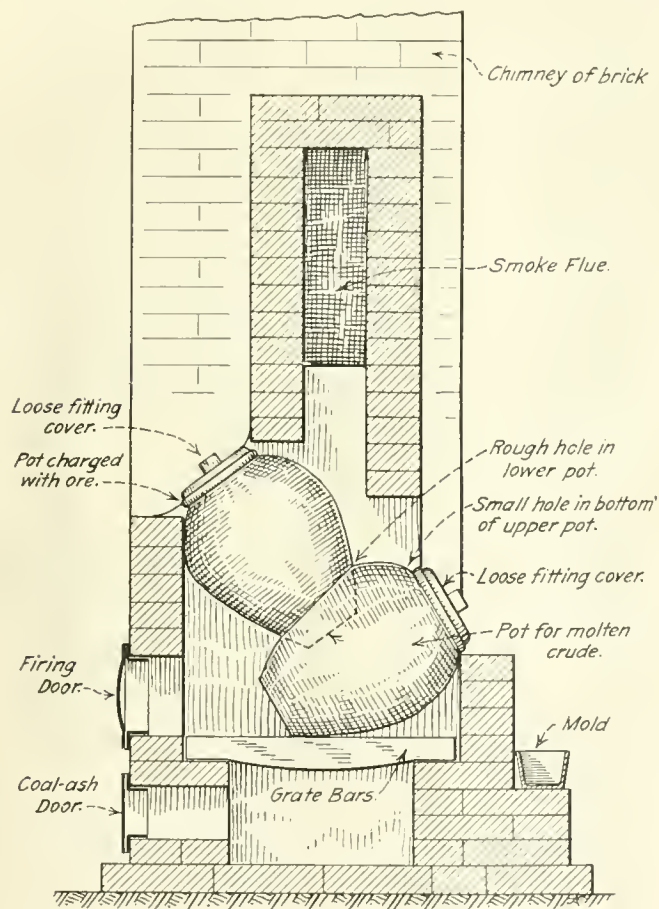 Chimney of brick
Smoke Flue.
Loose fitting
cover.
Pot charged
with ore.
Rough hole in
lower pot.
Small hole in bottom
of upper pot.
Loose fitting cover.
Pot for molten
crude.
Firing
Door.
Mold
Coal-ash
Door.
Grate Bars.